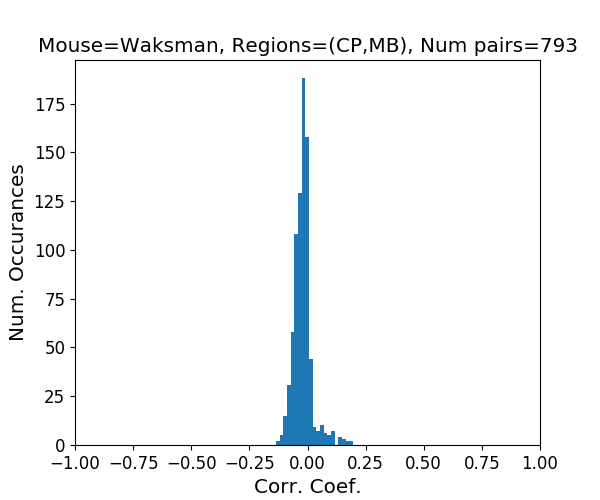 Mouse=Waksman, Regions=(CP,MB), Num pairs=793
Num. Occurances
175
150
125
100
75
50
25
0
−1.00 −0.75 −0.50 −0.25 0.00 0.25 0.50 0.75 1.00
Corr. Coef.